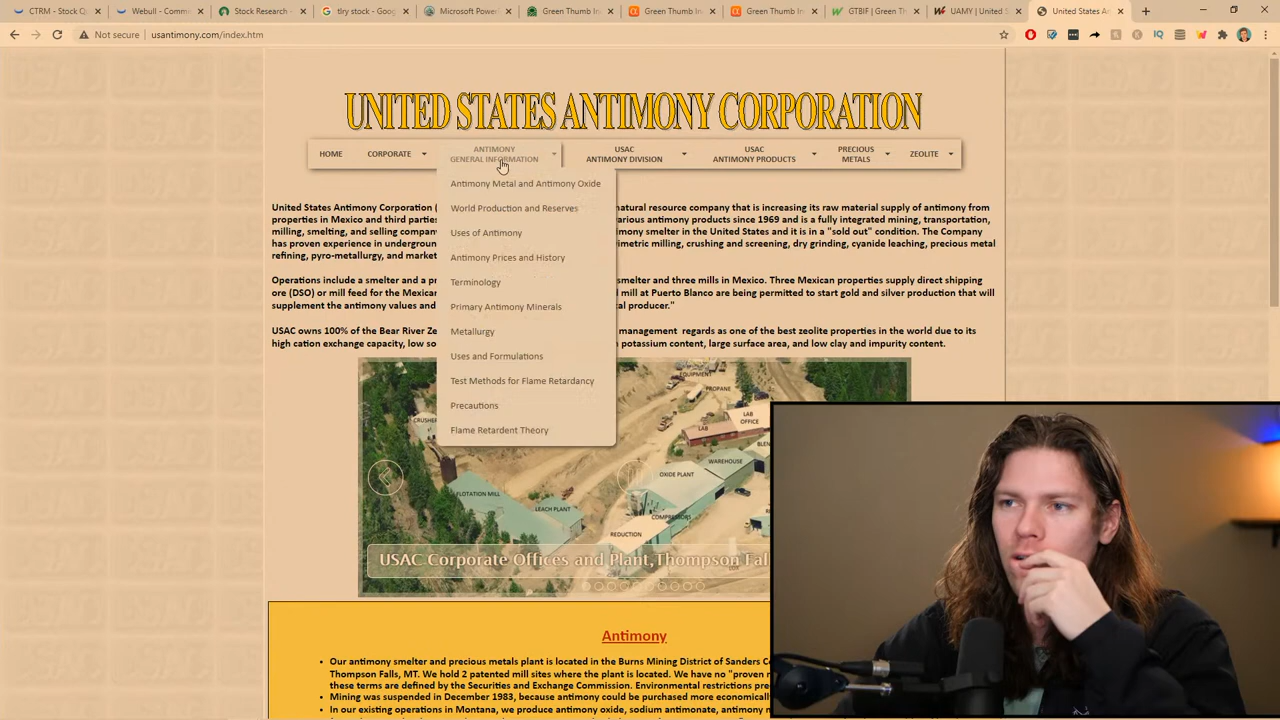 CTRM - Stock Q
Webull - Comme
Stock Research
tlry stock - Goog
Microsoft Power
Green Thumb In
Green Thumb In
Green Thumb In
GTBIF | Green Th
UAMY | United S
United States A
Not secure
usantimony.com/index.htm
UNITED STATES ANTIMONY CORPORATION
HOME
CORPORATE
ANTIMONY
GENERAL INFORMATION
USAC
ANTIMONY DIVISION
USAC
ANTIMONY PRODUCTS
PRECIOUS
METALS
ZEOLITE
Antimony Metal and Antimony Oxide
World Production and Reserves
Uses of Antimony
Antimony Prices and History
Terminology
Primary Antimony Minerals
Metallurgy
Uses and Formulations
Test Methods for Flame Retardancy
Precautions
Flame Retardent Theory
United States Antimony Corporation ( natural resource company that is increasing its raw material supply of antimony from
properties in Mexico and third parties various antimony products since 1969 and is a fully integrated mining, transportation,
milling, smelting, and selling company smelter in the United States and it is in a "sold out" condition. The Company
has proven experience in underground milling, crushing and screening, dry grinding, cyanide leaching, precious metal
refining, pyro-metallurgy, and market
Operations include a smelter and a smelter and three mills in Mexico. Three Mexican properties supply direct shipping
ore (DSO) or mill feed for the Mexican mill at Puerto Blanco are being permitted to start gold and silver production that will
supplement the antimony values and producer."
USAC owns 100% of the Bear River management regards as one of the best zeolite properties in the world due to its
high cation exchange capacity, low potassium content, large surface area, and low clay and impurity content.
EQUIPMENT
PROPANE
CRUSHER
LAB
LAB
OFFICE
WAREHOUSE
OXIDE PLANT
FLOTATION MILL
LEACH PLANT
COMPRESSORS
REDUCTION
USAC Corporate Offices and Plant,Thompson Fal
Antimony
Our antimony smelter and precious metals plant is located in the Burns Mining District of Sanders
Thompson Falls, MT. We hold 2 patented mill sites where the plant is located. We have no "proven
these terms are defined by the Securities and Exchange Commission. Environmental restrictions
Mining was suspended in December 1983, because antimony could be purchased more economically
In our existing operations in Montana, we produce antimony oxide, sodium antimonate, antimony